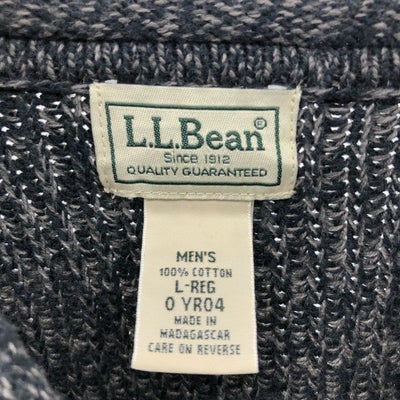 L.L.Bean®
Since 1912
QUALITY GUARANTEED
MEN'S
100% COTTON
L-REG
0 YR04
MADE IN
MADAGASCAR
CARE ON REVERSE